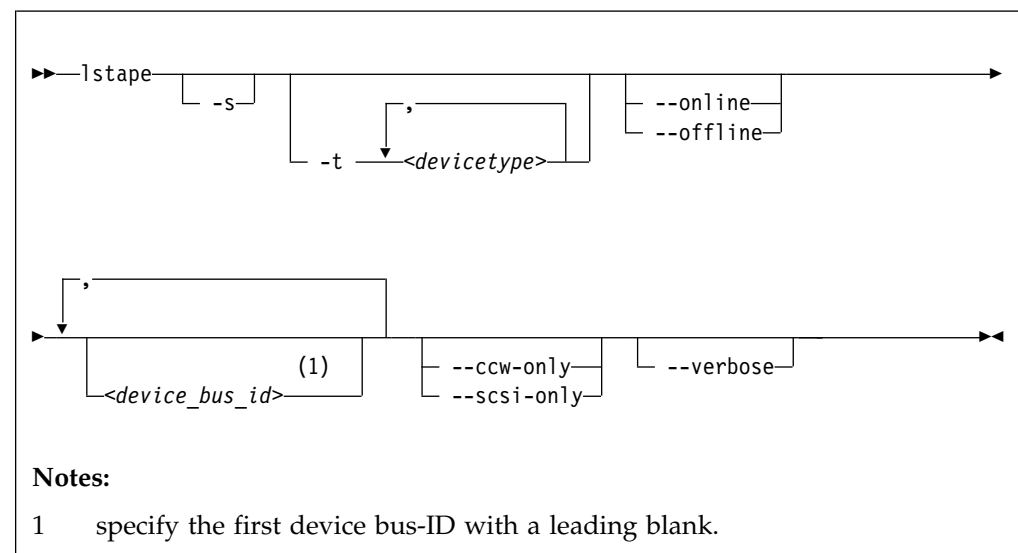 lstape
-s
-t <devicetype>
,
--online
--offline
,
<device_bus_id> (1)
--ccw-only
--scsi-only
--verbose
Notes:
1 specify the first device bus-ID with a leading blank.